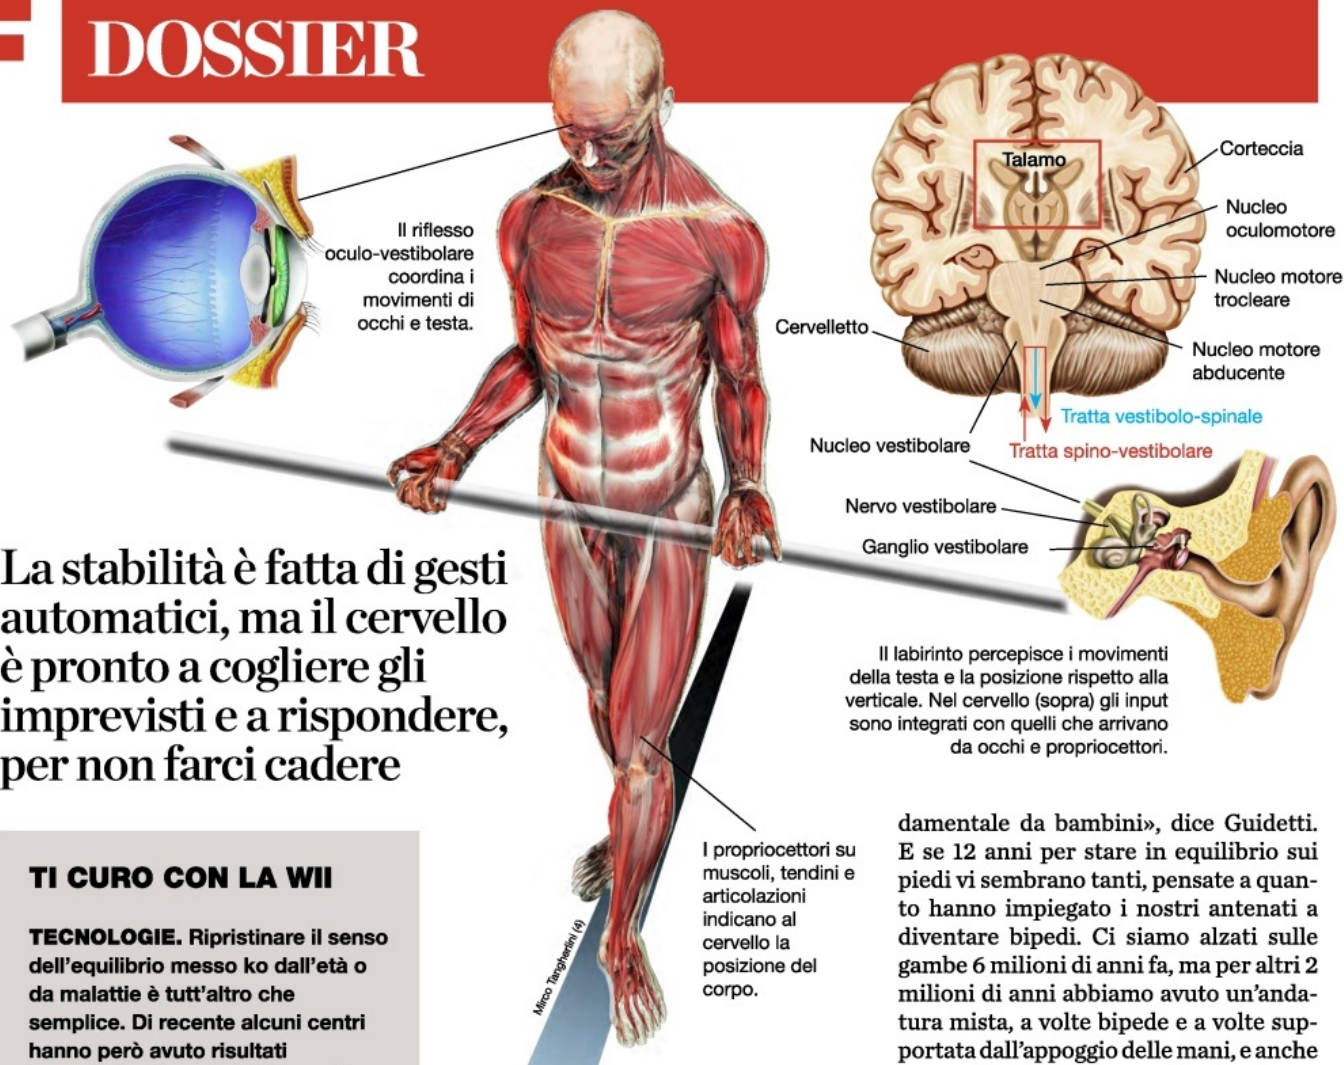 DOSSIER
Il riflesso
oculo-vestibolare
coordina i
movimenti di
occhi e testa.
Talamo
Corteccia
Nucleo
oculomotore
Nucleo motore
trocleare
Nucleo motore
abducente
Cervelletto
Tratta vestibolo-spinale
Tratta spino-vestibolare
Nucleo vestibolare
Nervo vestibolare
Ganglio vestibolare
Il labirinto percepisce i movimenti
della testa e la posizione rispetto alla
verticale. Nel cervello (sopra) gli input
sono integrati con quelli che arrivano
da occhi e propriocettori.
La stabilità è fatta di gesti
automatici, ma il cervello
è pronto a cogliere gli
imprevisti e a rispondere,
per non farci cadere
TI CURO CON LA WII
TECNOLOGIE. Ripristinare il senso
dell'equilibrio messo ko dall'età o
da malattie è tutt'altro che
semplice. Di recente alcuni centri
hanno però avuto risultati
Mirco Tangherlini (4)
I propriocettori su
muscoli, tendini e
articolazioni
indicano al
cervello la
posizione del
corpo.
damentale da bambini», dice Guidetti.
E se 12 anni per stare in equilibrio sui
piedi vi sembrano tanti, pensate a quan-
to hanno impiegato i nostri antenati a
diventare bipedi. Ci siamo alzati sulle
gambe 6 milioni di anni fa, ma per altri 2
milioni di anni abbiamo avuto un'anda-
tura mista, a volte bipede e a volte sup-
portata dall'appoggio delle mani, e anche